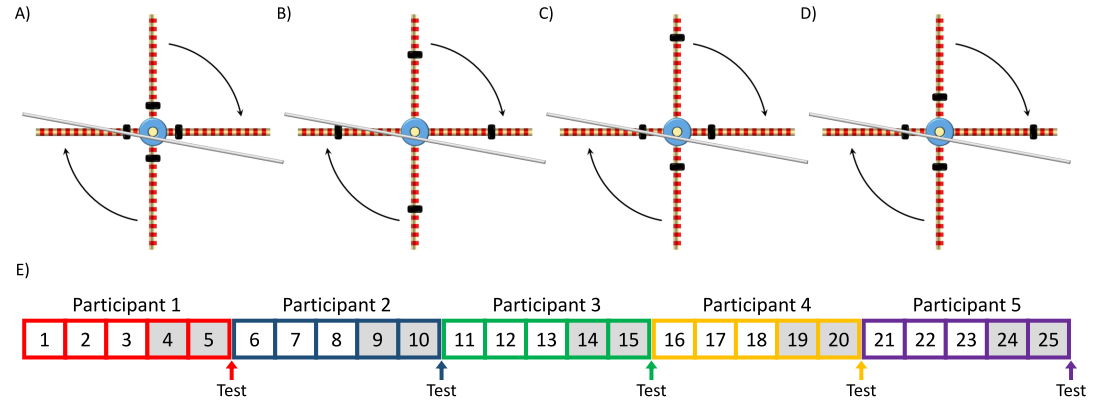 A) B) C) D)
E)
Participant 1 Participant 2 Participant 3 Participant 4 Participant 5
1 2 3 4 5 6 7 8 9 10 11 12 13 14 15 16 17 18 19 20 21 22 23 24 25
Test Test Test Test Test